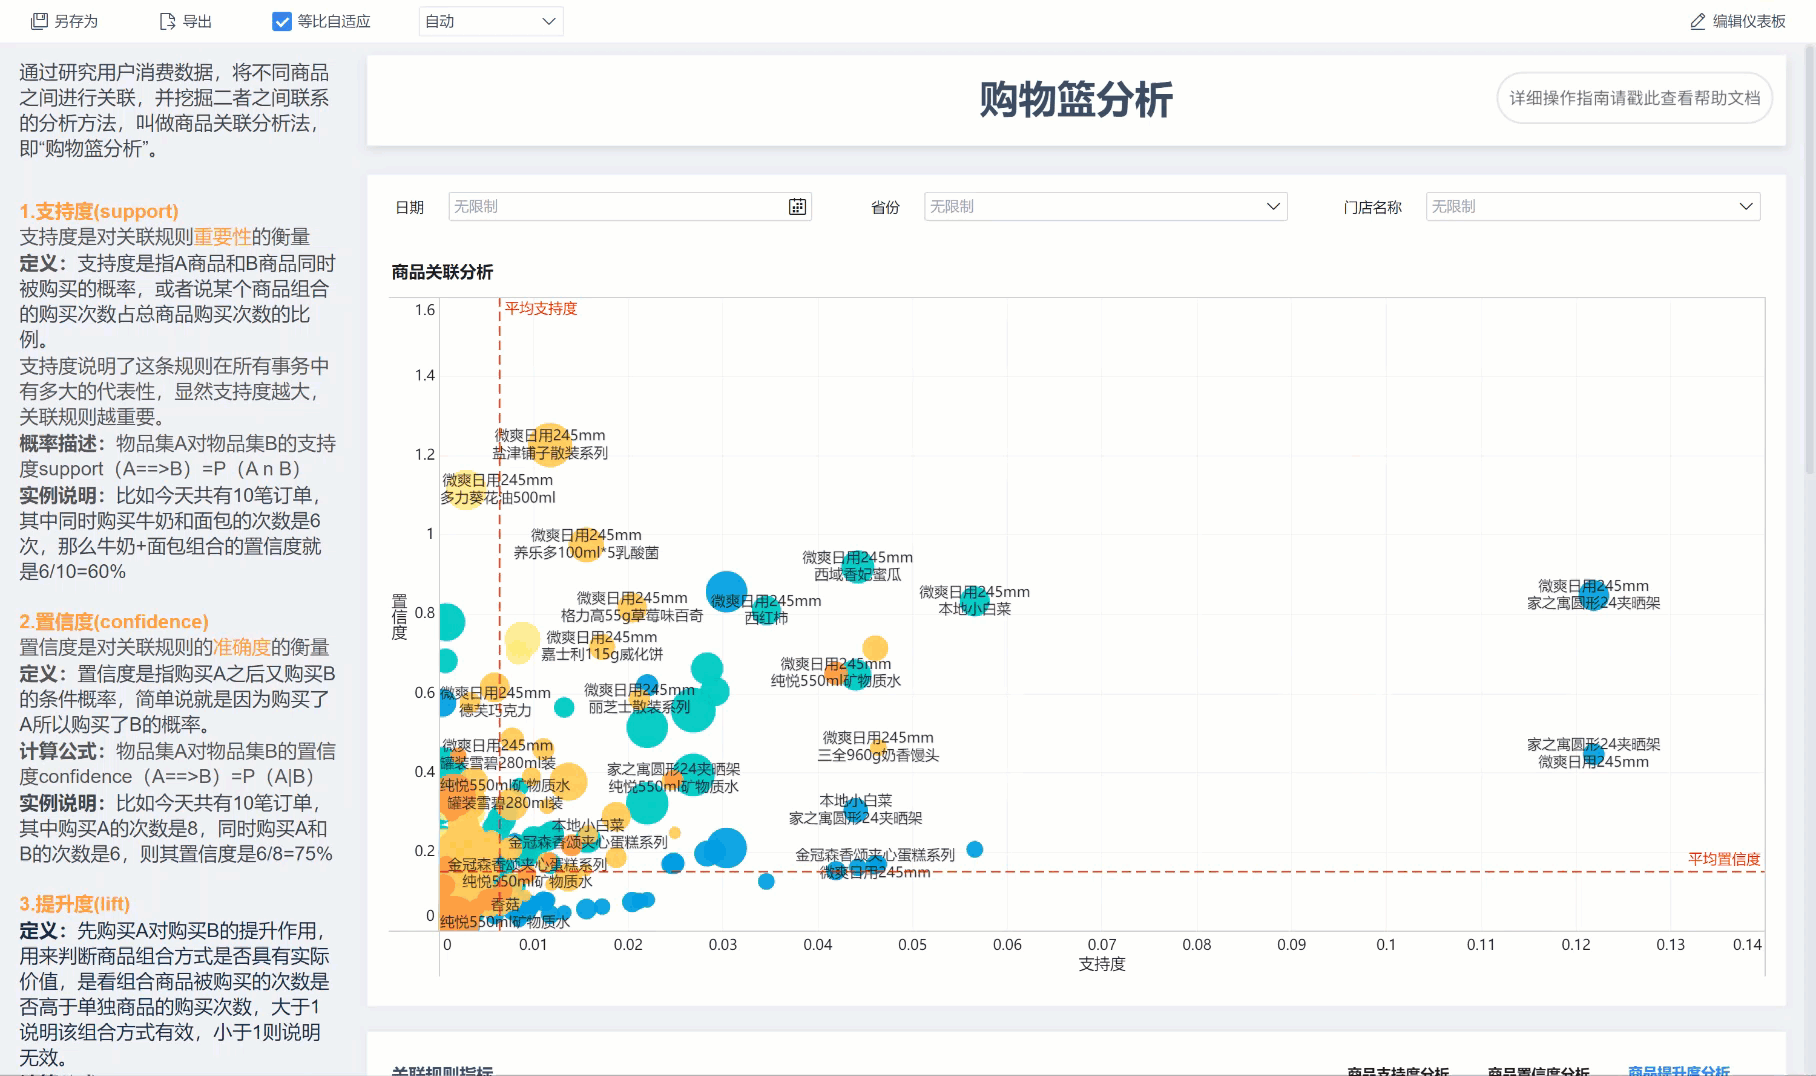 另存为
导出
等比自适应
自动
编辑仪表板
通过研究用户消费数据，将不同商品
之间进行关联，并挖掘二者之间联系
的分析方法，叫做商品关联分析法，
即“购物篮分析”。
1.支持度(support)
支持度是对关联规则重要性的衡量
定义：支持度是指A商品和B商品同时
被购买的概率，或者说某个商品组合
的购买次数占总商品购买次数的比
例。
支持度说明了这条规则在所有事务中
有多大的代表性，显然支持度越大，
关联规则越重要。
概率描述：物品集A对物品集B的支持
度support（A==>B）=P（A n B）
实例说明：比如今天共有10笔订单，
其中同时购买牛奶和面包的次数是6
次，那么牛奶+面包组合的置信度就
是6/10=60%
2.置信度(confidence)
置信度是对关联规则的准确度的衡量
定义：置信度是指购买A之后又购买B
的条件概率，简单说就是因为购买了
A所以购买了B的概率。
计算公式：物品集A对物品集B的置信
度confidence（A==>B）=P（A|B）
实例说明：比如今天共有10笔订单，
其中购买A的次数是8，同时购买A和
B的次数是6，则其置信度是6/8=75%
3.提升度(lift)
定义：先购买A对购买B的提升作用，
用来判断商品组合方式是否具有实际
价值，是看组合商品被购买的次数是
否高于单独商品的购买次数，大于1
说明该组合方式有效，小于1则说明
无效。
购物篮分析
详细操作指南请戳此查看帮助文档
日期
无限制
省份
无限制
门店名称
无限制
商品关联分析
平均支持度
1.6
1.4
1.2
1
0.8
0.6
0.4
0.2
0
置信度
微爽日用245mm
盐津铺子散装系列
微爽日用245mm
多力葵花油500ml
微爽日用245mm
养乐多100ml*5乳酸菌
微爽日用245mm
西域香妃蜜瓜
微爽日用245mm
格力高55g草莓味百奇
微爽日用245mm
西红柿
微爽日用245mm
本地小白菜
微爽日用245mm
家之寓圆形24夹晒架
微爽日用245mm
嘉士利115g威化饼
微爽日用245mm
纯悦550ml矿物质水
微爽日用245mm
德芙巧克力
微爽日用245mm
丽芝士散装系列
微爽日用245mm
罐装雪碧280ml装
微爽日用245mm
三全960g奶香馒头
家之寓圆形24夹晒架
微爽日用245mm
纯悦550ml矿物质水
罐装雪碧280ml装
家之寓圆形24夹晒架
纯悦550ml矿物质水
本地小白菜
家之寓圆形24夹晒架
本地小白菜
金冠森香颂夹心蛋糕系列
金冠森香颂夹心蛋糕系列
微爽日用245mm
金冠森香颂夹心蛋糕系列
纯悦550ml矿物质水
香菇
纯悦550ml矿物质水
平均置信度
0
0.01
0.02
0.03
0.04
0.05
0.06
0.07
0.08
0.09
0.1
0.11
0.12
0.13
0.14
支持度
关联规则指标
商品支持度分析
商品置信度分析
商品提升度分析